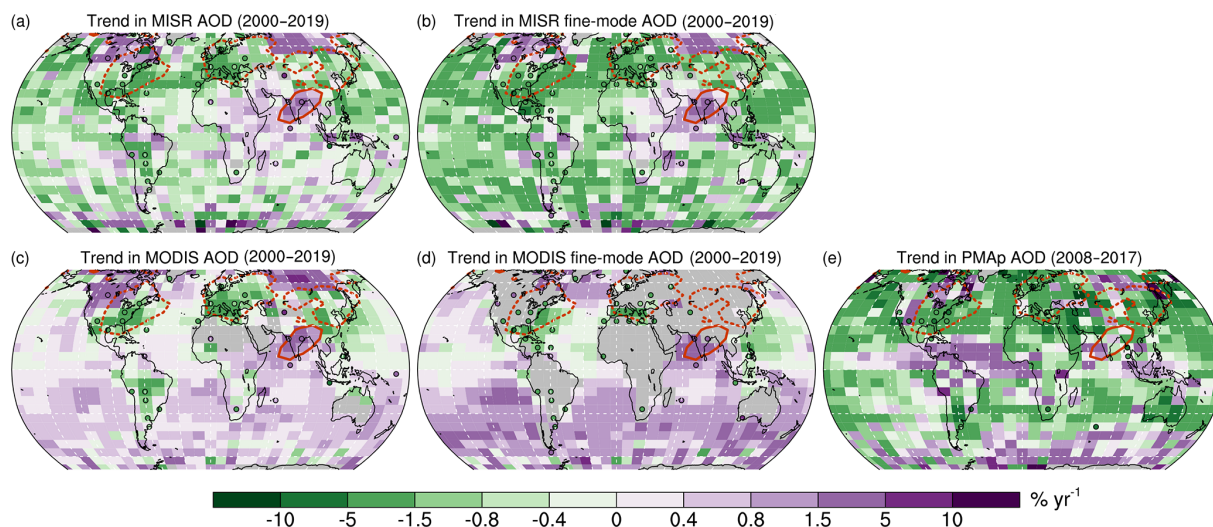 (a) Trend in MISR AOD (2000−2019)
(b) Trend in MISR fine-mode AOD (2000−2019)
(c) Trend in MODIS AOD (2000−2019)
(d) Trend in MODIS fine-mode AOD (2000−2019)
(e) Trend in PMAp AOD (2008−2017)
-10 -5 -1.5 -0.8 -0.4 0 0.4 0.8 1.5 5 10 % yr⁻¹